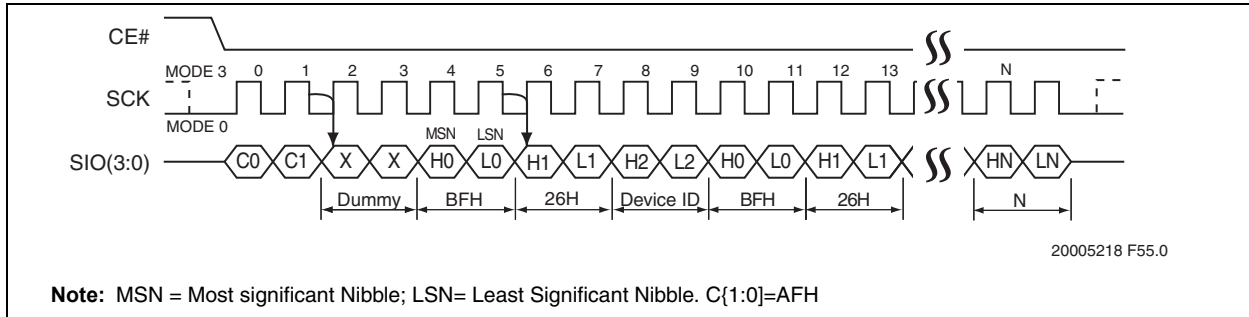 CE#
MODE 3 0 1 2 3 4 5 6 7 8 9 10 11 12 13 N
SCK
MODE 0
MSN LSN
SIO(3:0) C0 C1 X X H0 L0 H1 L1 H2 L2 H0 L0 H1 L1 HN LN
Dummy BFH 26H Device ID BFH 26H N
20005218 F55.0
Note: MSN = Most significant Nibble; LSN= Least Significant Nibble. C{1:0]=AFH